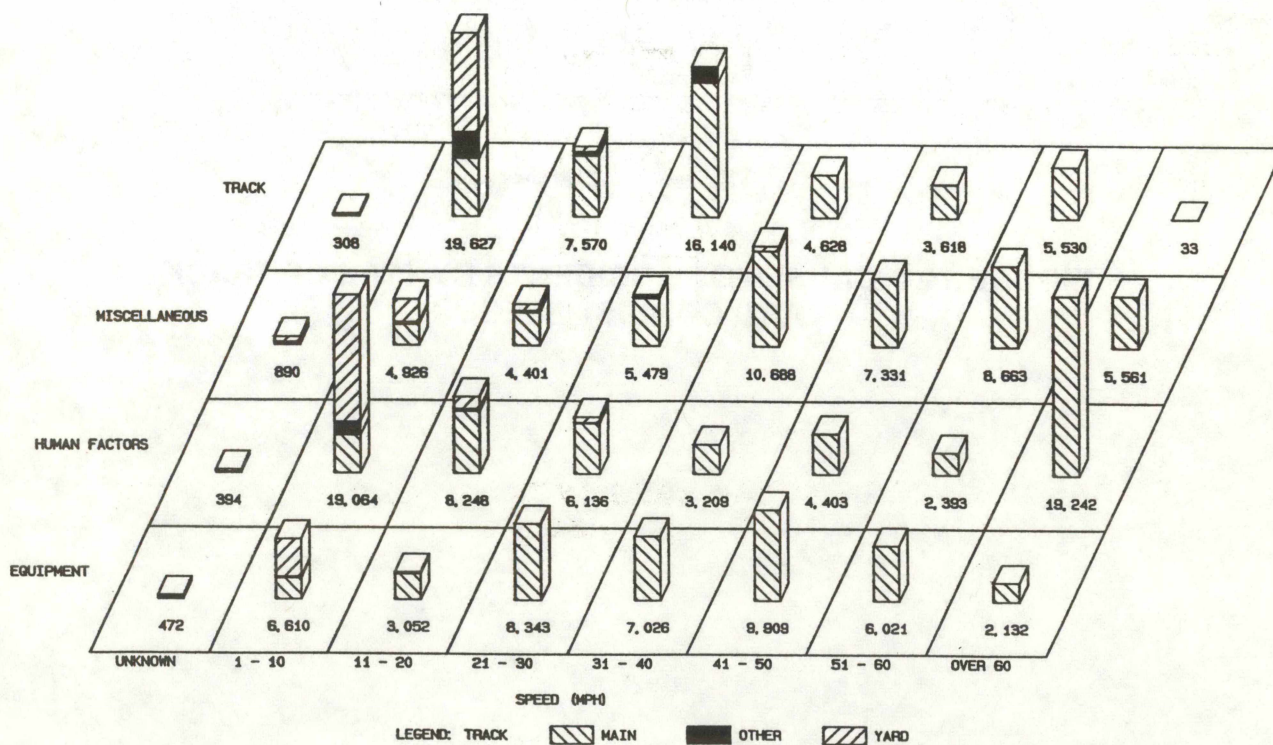 TRACK
308 19,627 7,570 16,140 4,628 3,618 5,530 33
MISCELLANEOUS
890 4,926 4,401 5,479 10,688 7,331 8,663 5,561
HUMAN FACTORS
394 19,064 8,248 6,136 3,209 4,403 2,393 19,242
EQUIPMENT
472 6,610 3,052 8,343 7,026 9,909 6,021 2,132
UNKNOWN 1 - 10 11 - 20 21 - 30 31 - 40 41 - 50 51 - 60 OVER 60
SPEED (MPH)
LEGEND: TRACK MAIN OTHER YARD